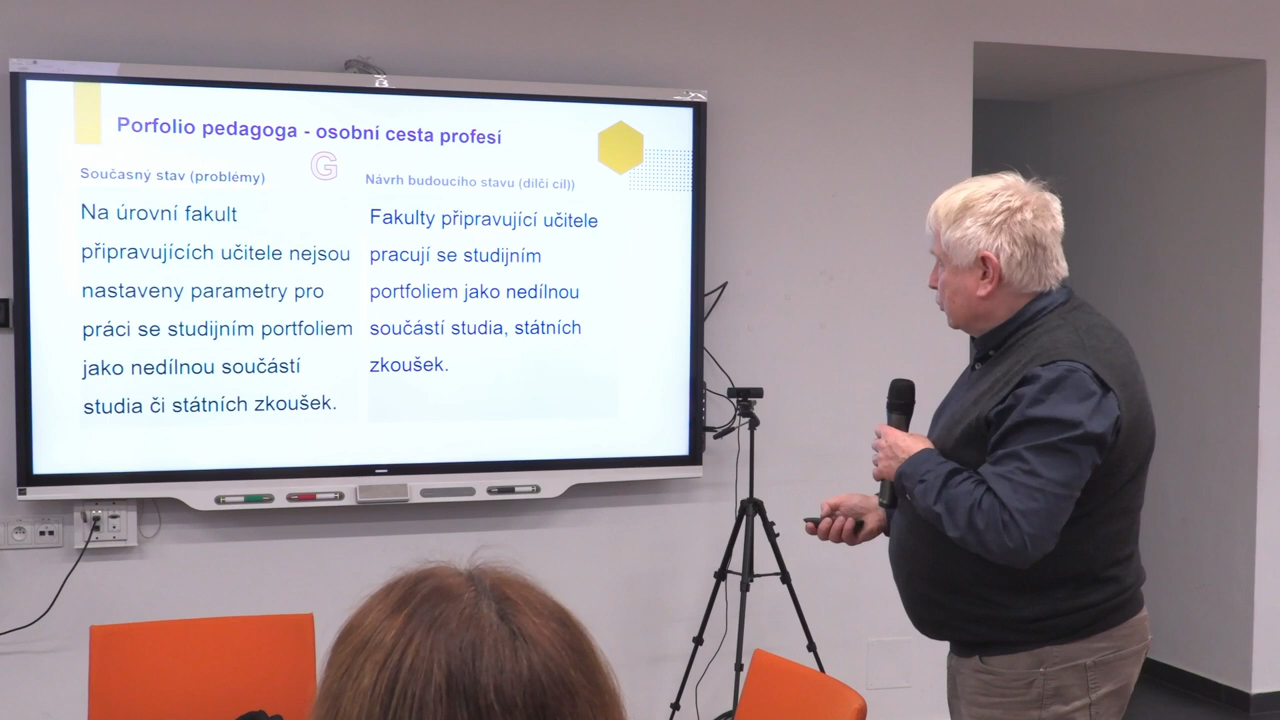 Porfolio pedagoga - osobní cesta profesí
G
Současný stav (problémy)
Na úrovní fakult
připravujících učitele nejsou
nastaveny parametry pro
práci se studijním portfoliem
jako nedílnou součástí
studia či státních zkoušek.
Návrh budoucího stavu (dílčí cíl))
Fakulty připravující učitele
pracují se studijním
portfoliem jako nedílnou
součástí studia, státních
zkoušek.